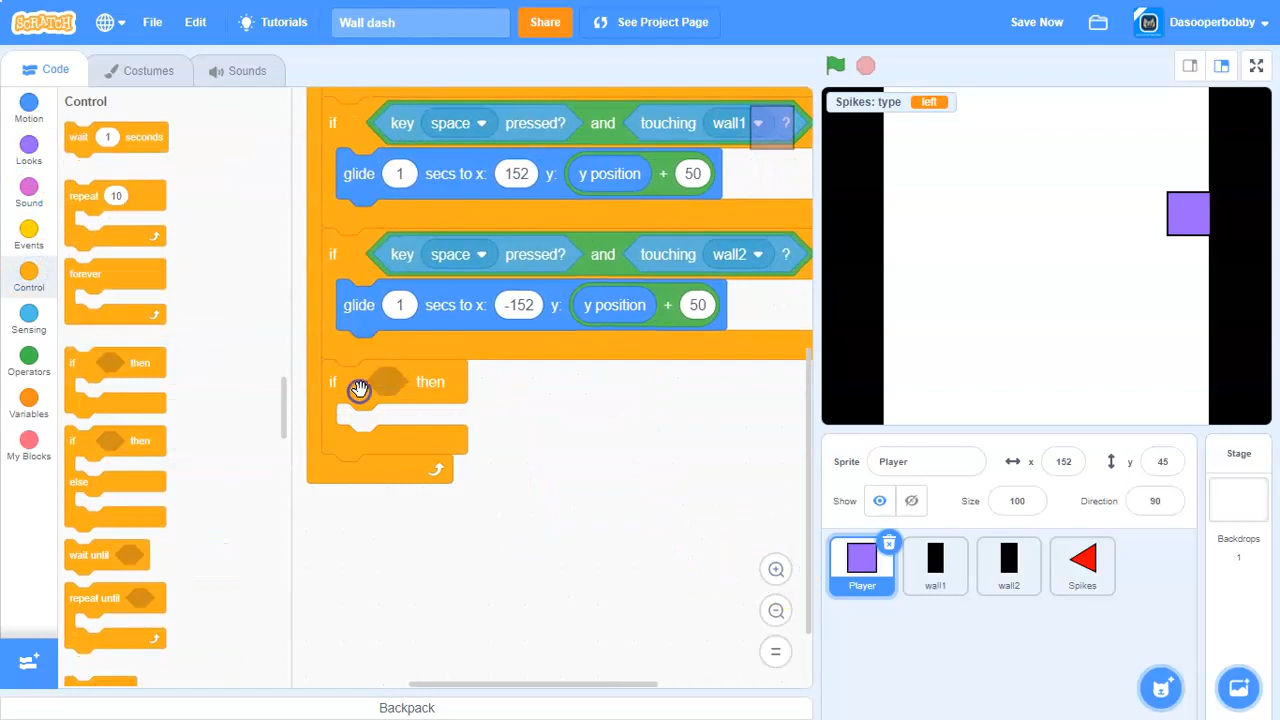 SCRATCH File Edit Tutorials Wall dash Share See Project Page Save Now Dasooperbobby
Code Costumes Sounds
Motion
Looks
Sound
Events
Control
Sensing
Operators
Variables
My Blocks
Control
wait 1 seconds
repeat 10
forever
if then
if then
else
wait until
repeat until
if key space pressed? and touching wall1 ?
glide 1 secs to x: 152 y: y position + 50
if key space pressed? and touching wall2 ?
glide 1 secs to x: -152 y: y position + 50
if then
Spikes: type left
Sprite Player x 152 y 45
Show Size 100 Direction 90
Player wall1 wall2 Spikes
Stage
Backdrops
1
Backpack